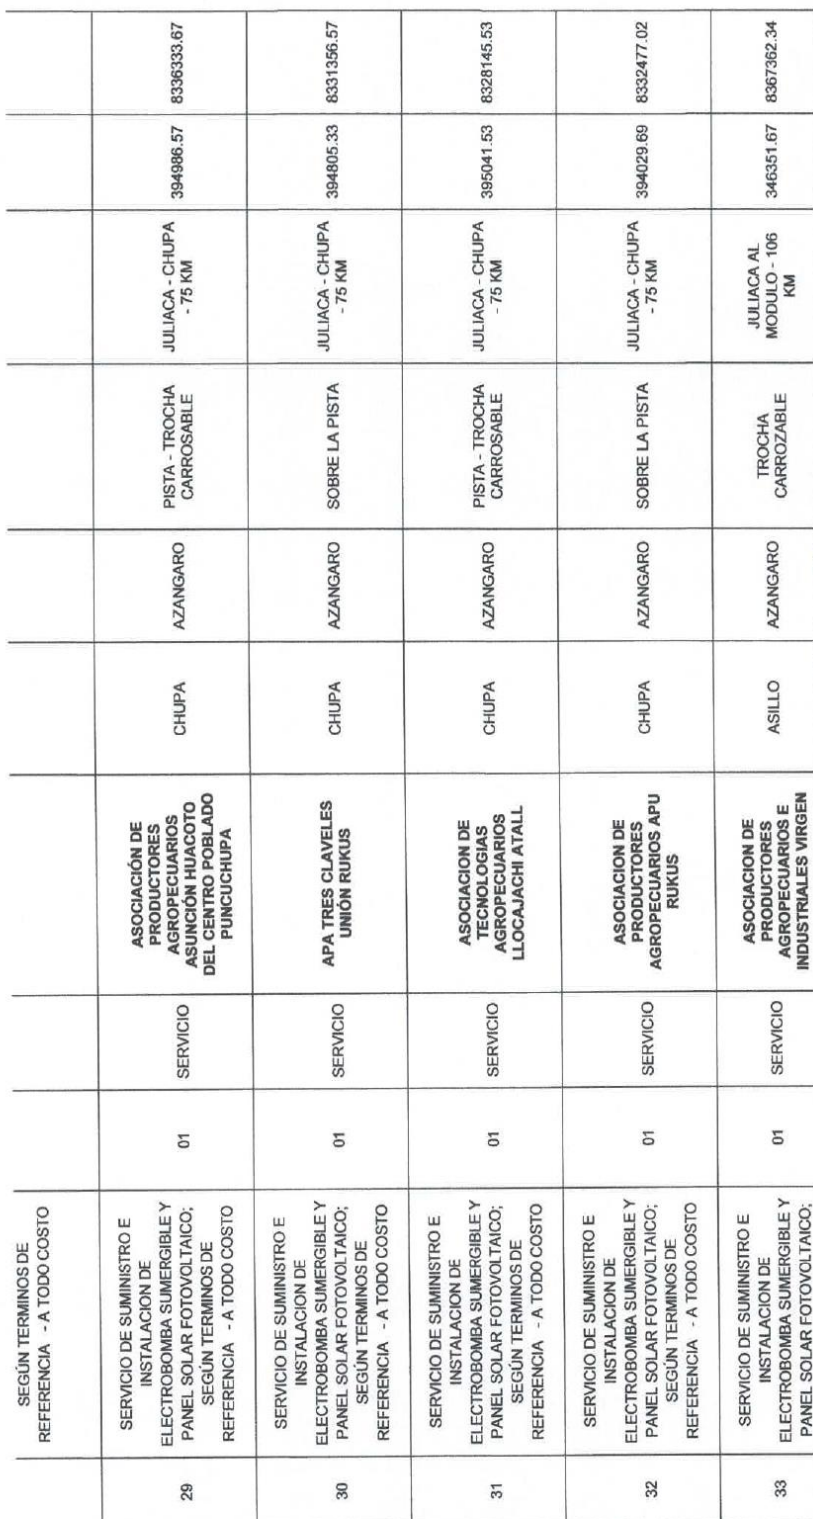 SEGÚN TERMINOS DE
REFERENCIA - A TODO COSTO
29
SERVICIO DE SUMINISTRO E
INSTALACION DE
ELECTROBOMBA SUMERGIBLE Y
PANEL SOLAR FOTOVOLTAICO;
SEGÚN TERMINOS DE
REFERENCIA - A TODO COSTO
01
SERVICIO
ASOCIACIÓN DE
PRODUCTORES
AGROPECUARIOS
ASUNCIÓN HUACOTO
DEL CENTRO POBLADO
PUNCUCHUPA
CHUPA
AZANGARO
PISTA - TROCHA
CARROSABLE
JULIACA - CHUPA
- 75 KM
394986.57
8336333.67
30
SERVICIO DE SUMINISTRO E
INSTALACION DE
ELECTROBOMBA SUMERGIBLE Y
PANEL SOLAR FOTOVOLTAICO;
SEGÚN TERMINOS DE
REFERENCIA - A TODO COSTO
01
SERVICIO
APA TRES CLAVELES
UNIÓN RUKUS
CHUPA
AZANGARO
SOBRE LA PISTA
JULIACA - CHUPA
- 75 KM
394805.33
8331356.57
31
SERVICIO DE SUMINISTRO E
INSTALACION DE
ELECTROBOMBA SUMERGIBLE Y
PANEL SOLAR FOTOVOLTAICO;
SEGÚN TERMINOS DE
REFERENCIA - A TODO COSTO
01
SERVICIO
ASOCIACION DE
TECNOLOGIAS
AGROPECUARIOS
LLOCAJACHI ATALL
CHUPA
AZANGARO
PISTA - TROCHA
CARROSABLE
JULIACA - CHUPA
- 75 KM
395041.53
8328145.53
32
SERVICIO DE SUMINISTRO E
INSTALACION DE
ELECTROBOMBA SUMERGIBLE Y
PANEL SOLAR FOTOVOLTAICO;
SEGÚN TERMINOS DE
REFERENCIA - A TODO COSTO
01
SERVICIO
ASOCIACION DE
PRODUCTORES
AGROPECUARIOS APU
RUKUS
CHUPA
AZANGARO
SOBRE LA PISTA
JULIACA - CHUPA
- 75 KM
394029.69
8332477.02
33
SERVICIO DE SUMINISTRO E
INSTALACION DE
ELECTROBOMBA SUMERGIBLE Y
PANEL SOLAR FOTOVOLTAICO;
01
SERVICIO
ASOCIACION DE
PRODUCTORES
AGROPECUARIOS E
INDUSTRIALES VIRGEN
ASILLO
AZANGARO
TROCHA
CARROZABLE
JULIACA AL
MODULO - 106
KM
346351.67
8367362.34